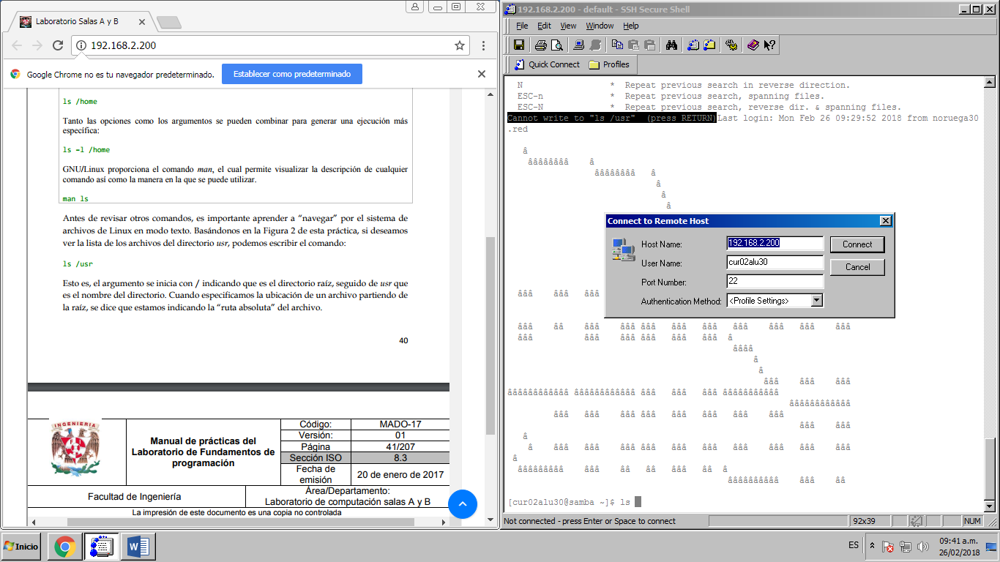 Laboratorio Salas A y B
192.168.2.200
Google Chrome no es tu navegador predeterminado.
Establecer como predeterminado
ls /home
Tanto las opciones como los argumentos se pueden combinar para generar una ejecución más
específica:
ls -l /home
GNU/Linux proporciona el comando man, el cual permite visualizar la descripción de cualquier
comando así como la manera en la que se puede utilizar.
man ls
Antes de revisar otros comandos, es importante aprender a “navegar” por el sistema de
archivos de Linux en modo texto. Basándonos en la Figura 2 de esta práctica, si deseamos
ver la lista de los archivos del directorio usr, podemos escribir el comando:
ls /usr
Esto es, el argumento se inicia con / indicando que es el directorio raíz, seguido de usr que
es el nombre del directorio. Cuando especificamos la ubicación de un archivo partiendo de
la raíz, se dice que estamos indicando la “ruta absoluta” del archivo.
40
INGENIERIA
Manual de prácticas del
Laboratorio de Fundamentos de
programación
Código: MADO-17
Versión: 01
Página 41/207
Sección ISO 8.3
Fecha de
emisión
20 de enero de 2017
Facultad de Ingeniería
Área/Departamento:
Laboratorio de computación salas A y B
La impresión de este documento es una copia no controlada
192.168.2.200 - default - SSH Secure Shell
File Edit View Window Help
Quick Connect Profiles
N * Repeat previous search in reverse direction.
ESC-n * Repeat previous search, spanning files.
ESC-N * Repeat previous search, reverse dir. & spanning files.
Cannot write to "ls /usr" (press RETURN)Last login: Mon Feb 26 09:29:52 2018 from noruega30
.red
â
ââââââââ â
ââââââââ â
â
â
â
Connect to Remote Host
Host Name: 192.168.2.200
User Name: cur02alu30
Port Number: 22
Authentication Method: <Profile Settings>
Connect
Cancel
âââ âââ âââ
âââ ââ âââ âââ âââ âââ âââ âââ âââ âââ âââ
âââ âââ âââ âââ âââ âââ â
ââââ
â
â
âââ âââ âââ
ââââââââââââ ââââââââââââ âââ âââ âââ âââââââââââ
ââââââââââââ
âââ âââ âââ âââ âââ âââ âââ
âââ âââ
â
â âââ âââ âââ âââ âââ âââ âââ âââ
â
âââââââââ âââ ââ ââ âââ ââ â
ââââââââââ âââ ââ
[cur02alu30@samba ~]$ ls
Not connected - press Enter or Space to connect
92x39
NUM
Inicio
ES
09:41 a.m.
26/02/2018